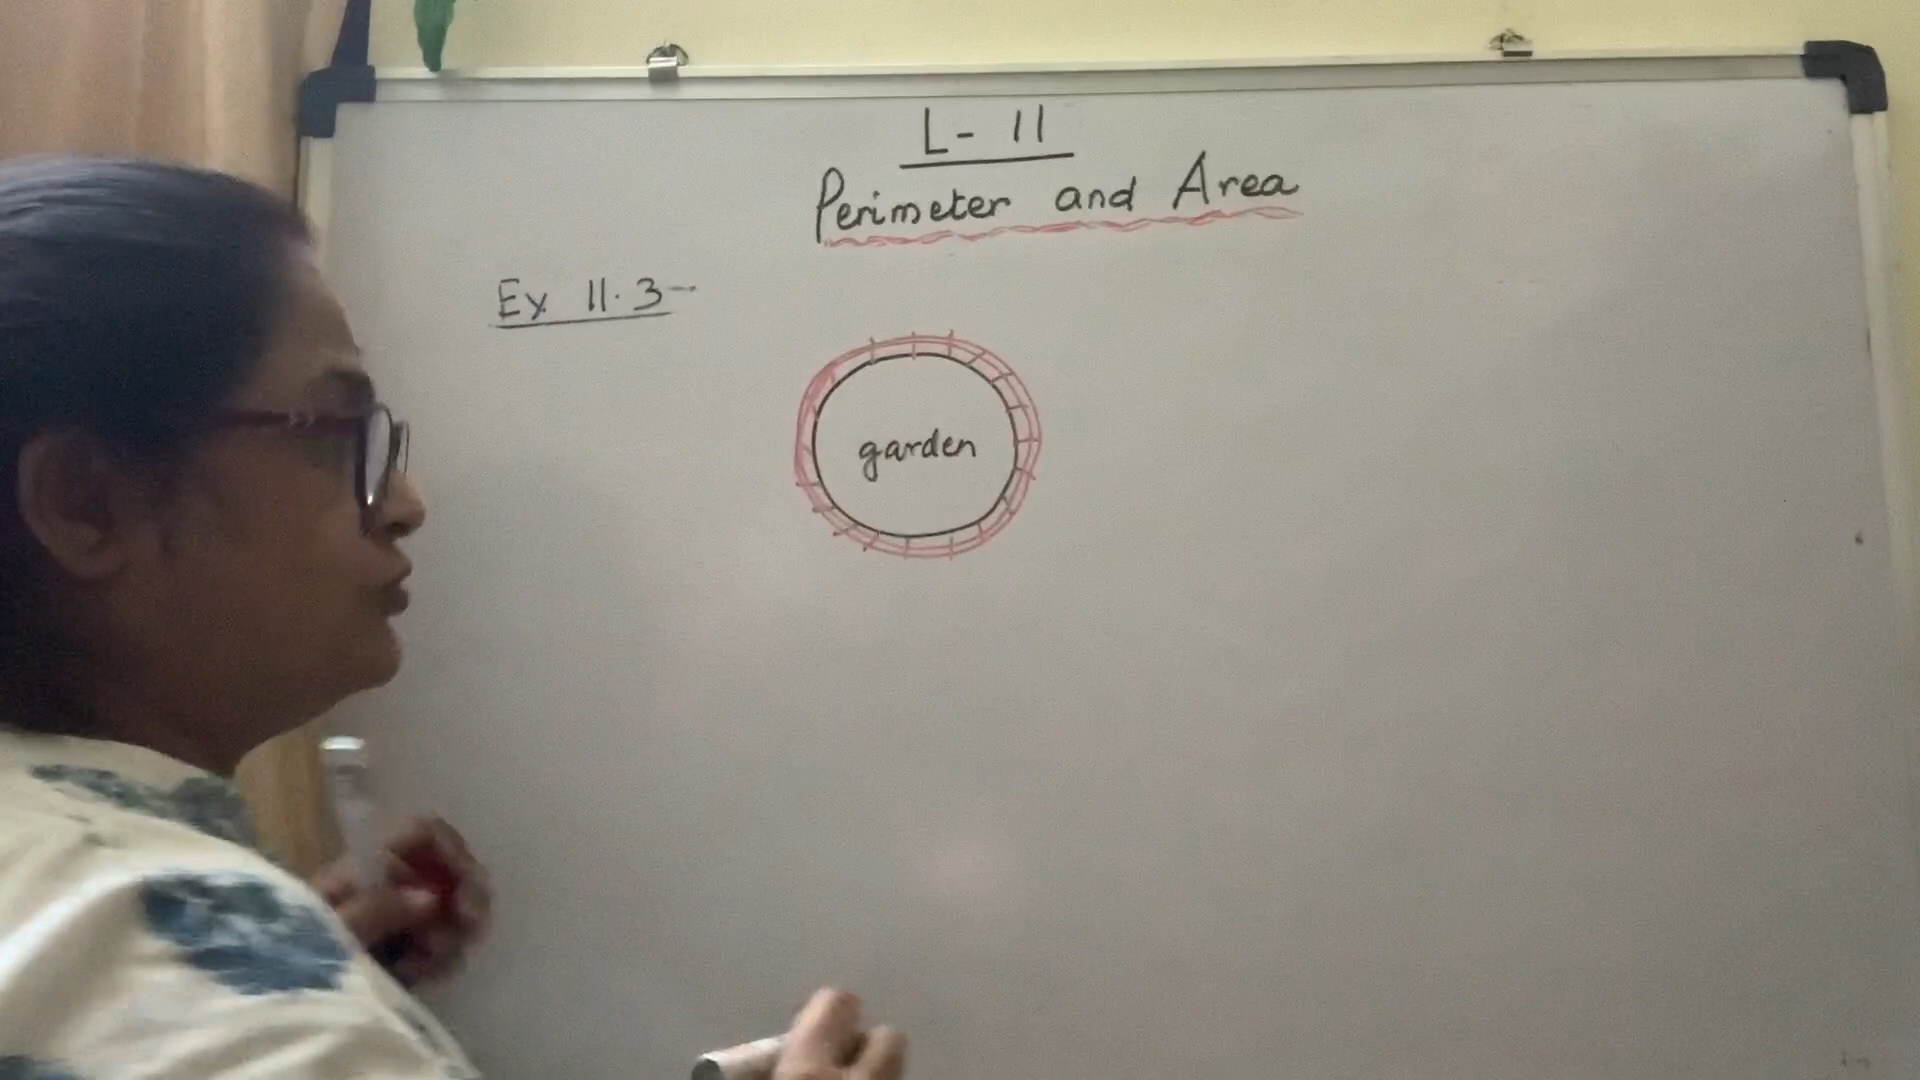 L- 11
Perimeter and Area
Ex 11.3-
garden